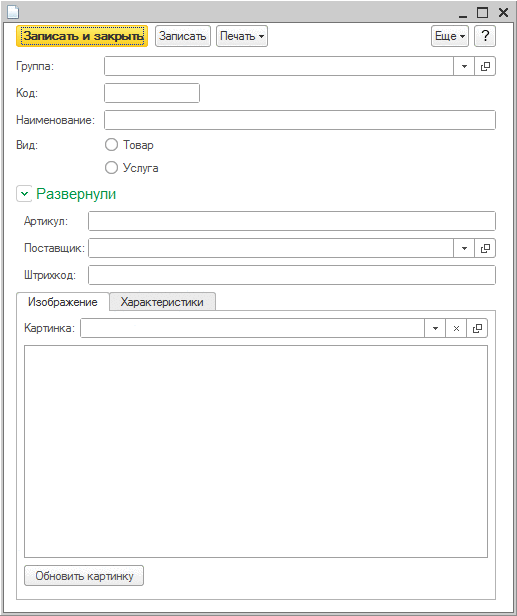 Записать и закрыть Записать Печать Еще ?
Группа:
Код:
Наименование:
Вид: Товар
Услуга
Развернули
Артикул:
Поставщик:
Штрихкод:
Изображение Характеристики
Картинка:
Обновить картинку